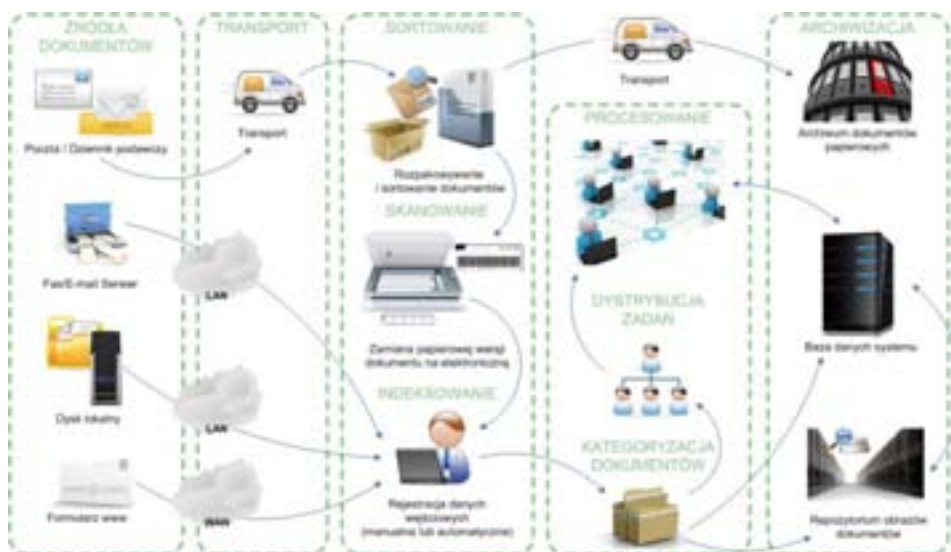 ŹRÓDŁA
DOKUMENTÓW
Poczta / Dziennik podawczy
Fax/E-mail Serwer
Dysk lokalny
Formularz www
TRANSPORT
Transport
LAN
LAN
WAN
SORTOWANIE
Rozpakowywanie
i sortowanie dokumentów
SKANOWANIE
Zamiana papierowej wersji
dokumentu na elektroniczną
INDEKSOWANIE
Rejestracja danych
wejściowych
(manualna lub automatyczna)
Transport
PROCESOWANIE
DYSTRYBUCJA
ZADAŃ
KATEGORYZACJA
DOKUMENTÓW
ARCHIWIZACJA
Archiwum dokumentów
papierowych
Baza danych systemu
Repozytorium obrazów
dokumentów